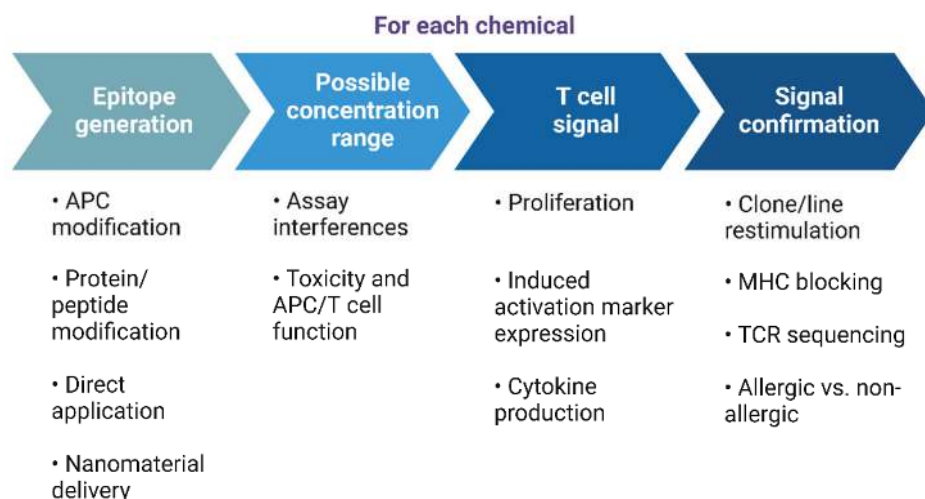 For each chemical
Epitope
generation
Possible
concentration
range
T cell
signal
Signal
confirmation
• APC
modification
• Protein/
peptide
modification
• Direct
application
• Nanomaterial
delivery
• Assay
interferences
• Toxicity and
APC/T cell
function
• Proliferation
• Induced
activation marker
expression
• Cytokine
production
• Clone/line
restimulation
• MHC blocking
• TCR sequencing
• Allergic vs. non-
allergic